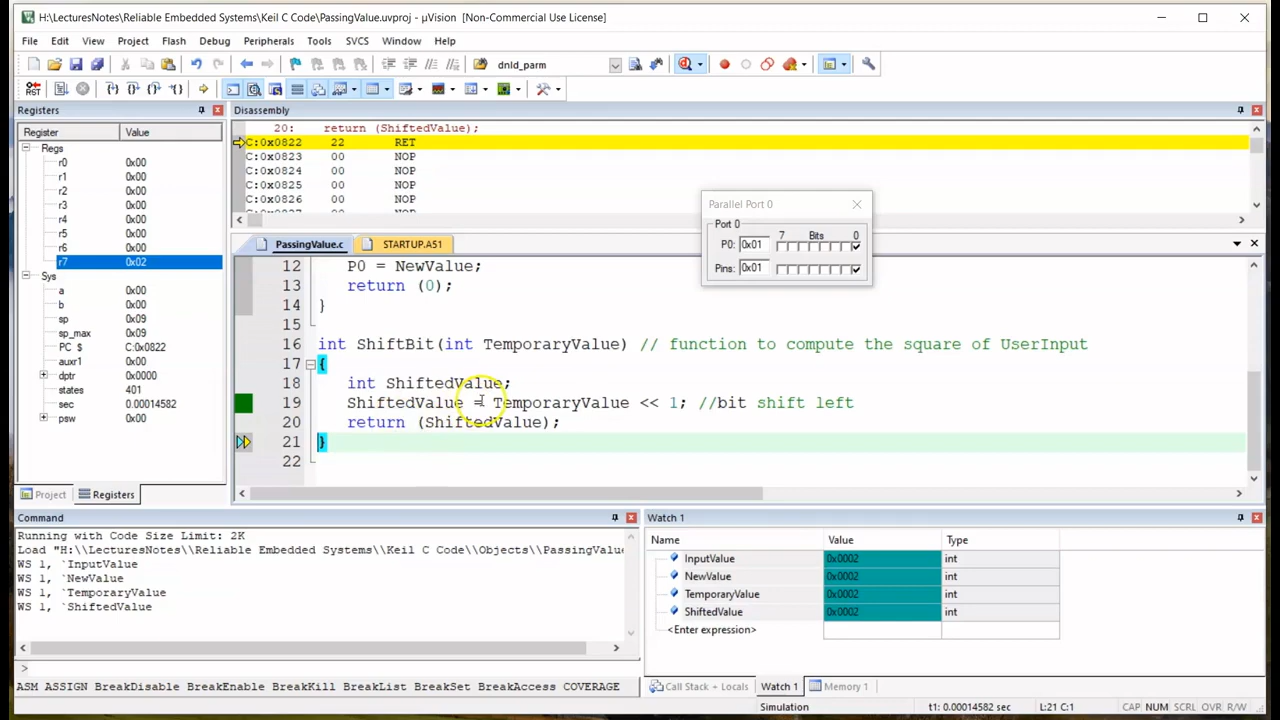 H:\LecturesNotes\Reliable Embedded Systems\Keil C Code\PassingValue.uvproj - µVision [Non-Commercial Use License]
File Edit View Project Flash Debug Peripherals Tools SVCS Window Help
dnld_parm
Registers
Register Value
Regs
r0 0x00
r1 0x00
r2 0x00
r3 0x00
r4 0x00
r5 0x00
r6 0x00
r7 0x02
Sys
a 0x00
b 0x00
sp 0x09
sp_max 0x09
PC $ C:0x0822
auxr1 0x00
dptr 0x0000
states 401
sec 0.00014582
psw 0x00
Project Registers
Disassembly
20: return (ShiftedValue);
C:0x0822 22 RET
C:0x0823 00 NOP
C:0x0824 00 NOP
C:0x0825 00 NOP
C:0x0826 00 NOP
Parallel Port 0
Port 0
P0: 0x01 7 Bits 0
Pins: 0x01
PassingValue.c STARTUP.A51
12 P0 = NewValue;
13 return (0);
14 }
15
16 int ShiftBit(int TemporaryValue) // function to compute the square of UserInput
17 {
18 int ShiftedValue;
19 ShiftedValue = TemporaryValue << 1; //bit shift left
20 return (ShiftedValue);
21 }
22
Command
Running with Code Size Limit: 2K
Load "H:\\LecturesNotes\\Reliable Embedded Systems\\Keil C Code\\Objects\\PassingValue
WS 1, `InputValue
WS 1, `NewValue
WS 1, `TemporaryValue
WS 1, `ShiftedValue
>
ASM ASSIGN BreakDisable BreakEnable BreakKill BreakList BreakSet BreakAccess COVERAGE
Watch 1
Name Value Type
InputValue 0x0002 int
NewValue 0x0002 int
TemporaryValue 0x0002 int
ShiftedValue 0x0002 int
<Enter expression>
Call Stack + Locals Watch 1 Memory 1
Simulation t1: 0.00014582 sec L:21 C:1 CAP NUM SCRL OVR R/W